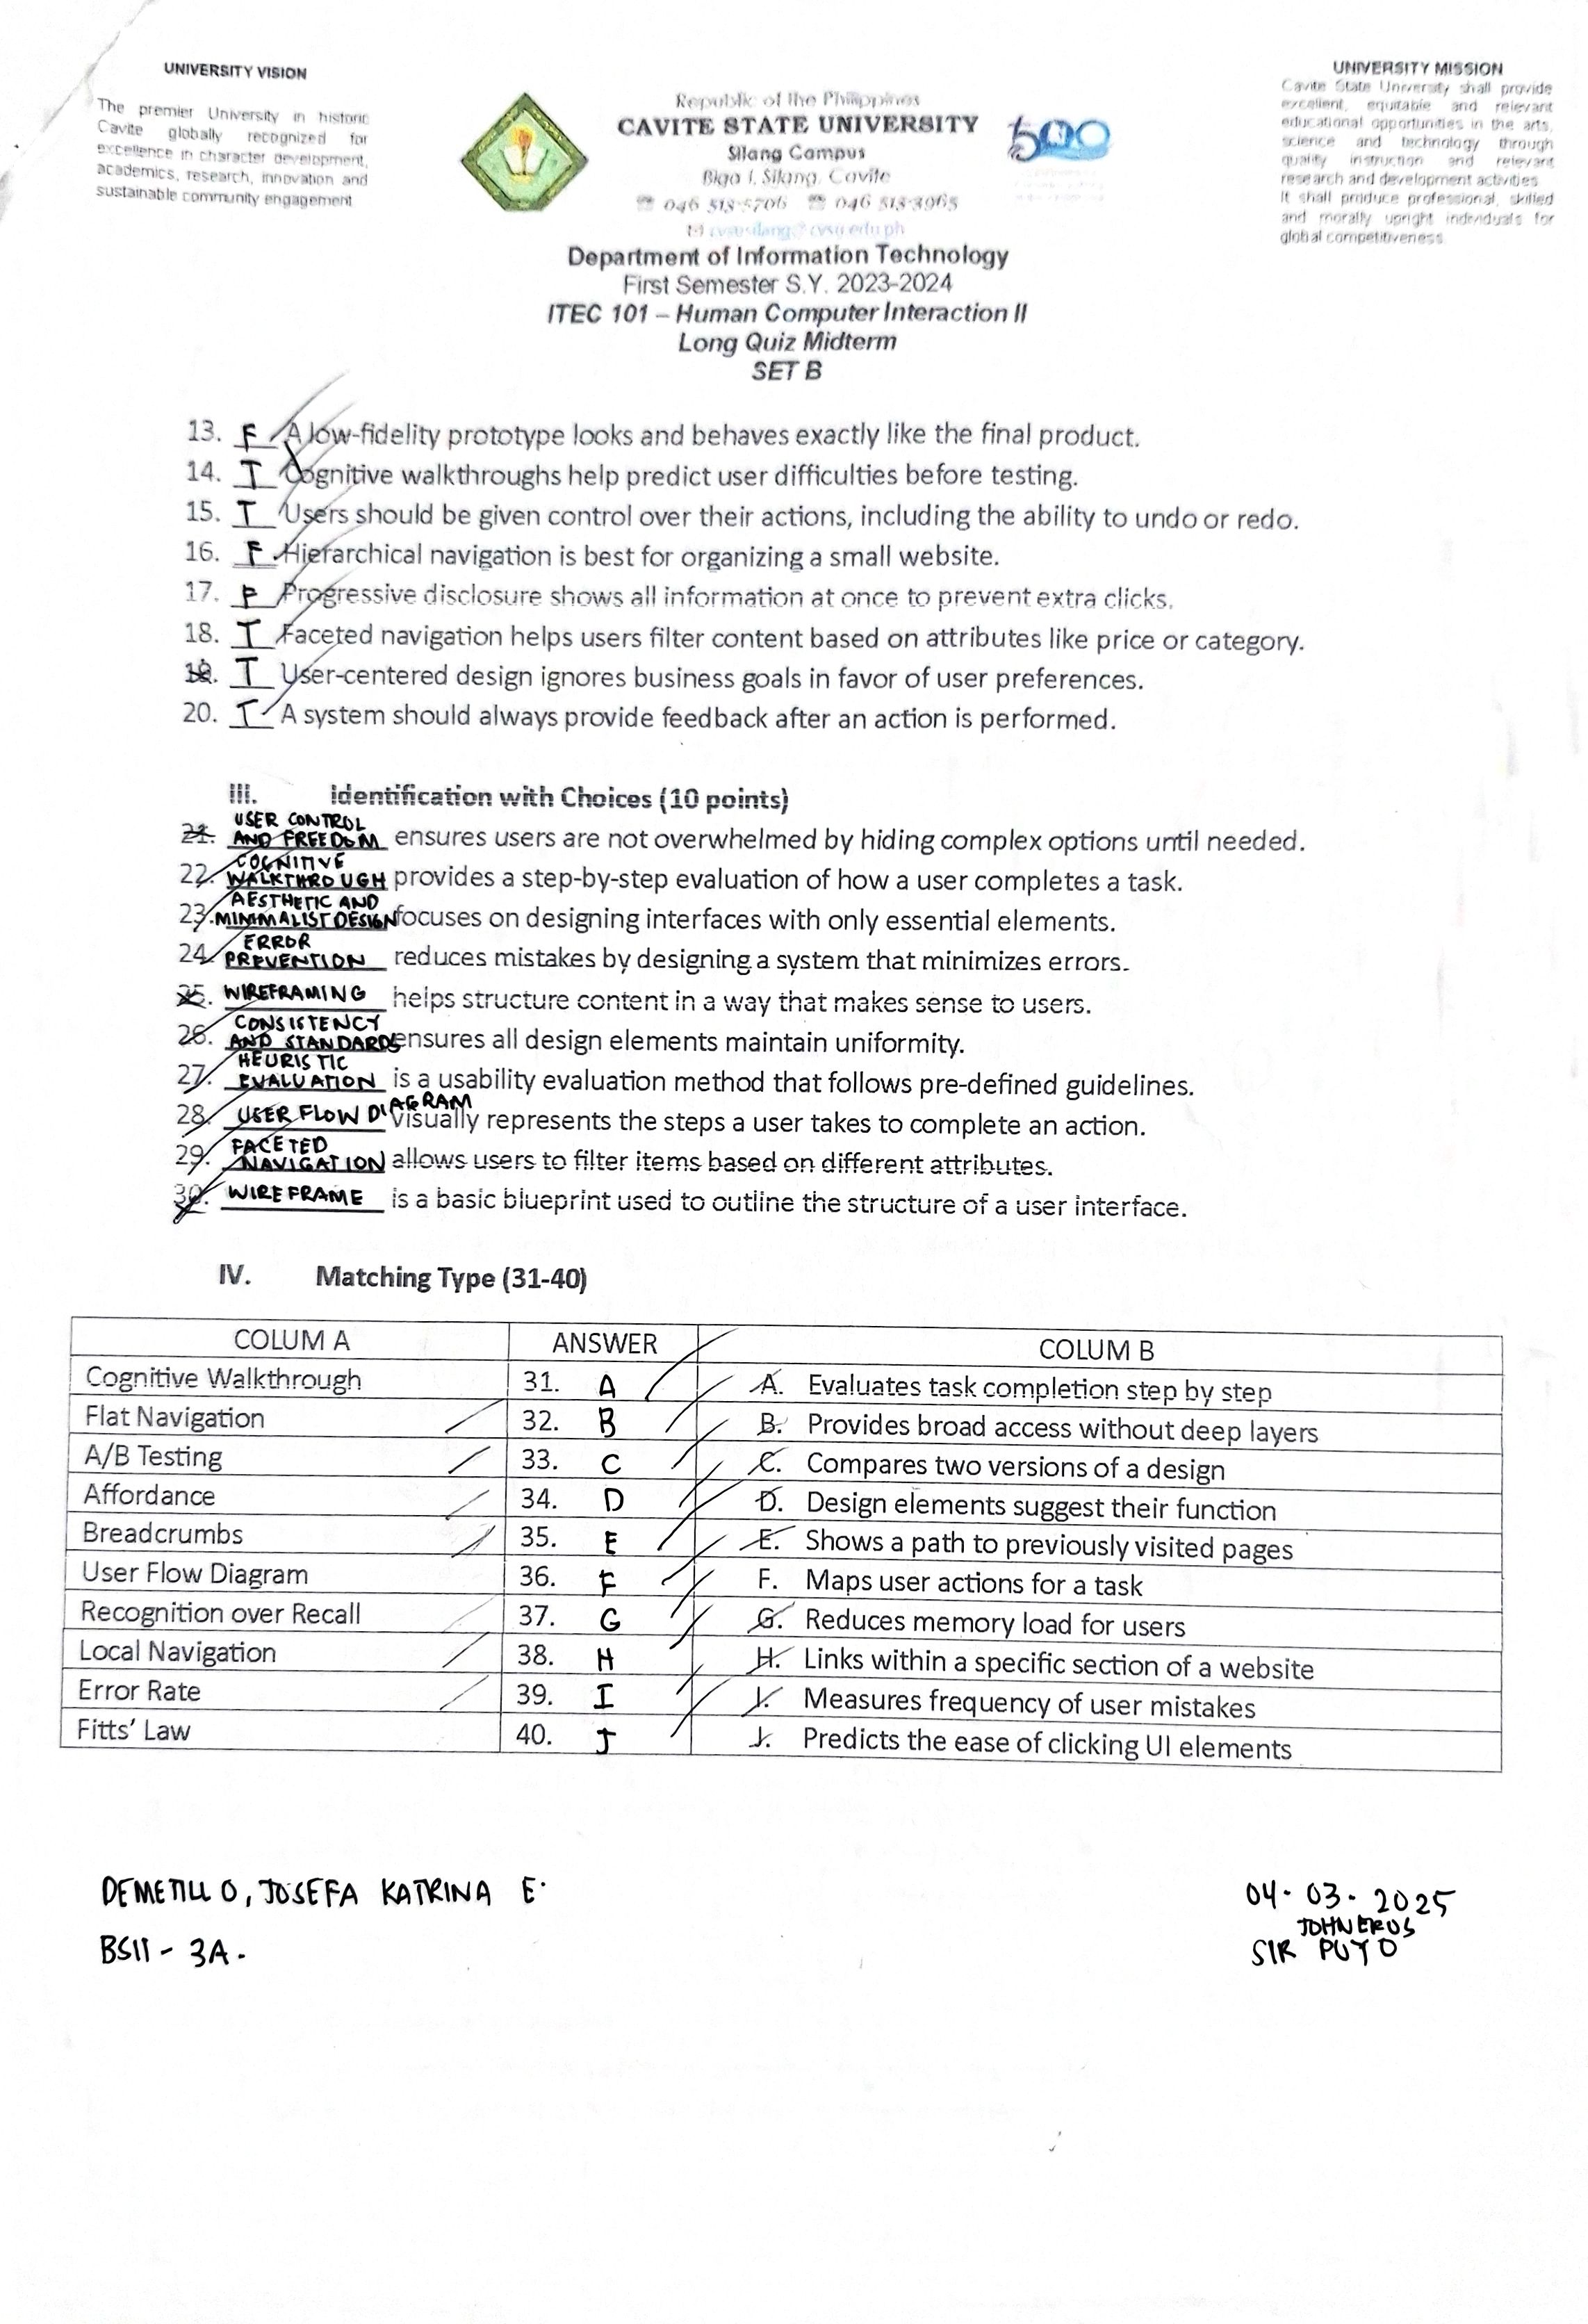 UNIVERSITY VISION
The premier University in historic
Cavite globally recognized for
excellence in character development,
academics, research, innovation and
sustainable community engagement
Republic of the Philippines
CAVITE STATE UNIVERSITY
Silang Campus
Biga I, Silang, Cavite
☎ 046 513-5706 ☎ 046 513-3965
cvsusilang@cvsu.edu.ph
500
UNIVERSITY MISSION
Cavite State University shall provide
excellent, equitable and relevant
educational opportunities in the arts,
science and technology through
quality instruction and relevant
research and development activities
It shall produce professional, skilled
and morally upright individuals for
global competitiveness
Department of Information Technology
First Semester S.Y. 2023-2024
ITEC 101 – Human Computer Interaction II
Long Quiz Midterm
SET B
13. F A low-fidelity prototype looks and behaves exactly like the final product.
14. T Cognitive walkthroughs help predict user difficulties before testing.
15. T Users should be given control over their actions, including the ability to undo or redo.
16. F Hierarchical navigation is best for organizing a small website.
17. F Progressive disclosure shows all information at once to prevent extra clicks.
18. T Faceted navigation helps users filter content based on attributes like price or category.
19. T User-centered design ignores business goals in favor of user preferences.
20. T A system should always provide feedback after an action is performed.
III. Identification with Choices (10 points)
21. USER CONTROL AND FREEDOM ensures users are not overwhelmed by hiding complex options until needed.
22. COGNITIVE WALKTHROUGH provides a step-by-step evaluation of how a user completes a task.
23. AESTHETIC AND MINIMALIST DESIGN focuses on designing interfaces with only essential elements.
24. ERROR PREVENTION reduces mistakes by designing a system that minimizes errors.
25. WIREFRAMING helps structure content in a way that makes sense to users.
26. CONSISTENCY AND STANDARDS ensures all design elements maintain uniformity.
27. HEURISTIC EVALUATION is a usability evaluation method that follows pre-defined guidelines.
28. USER FLOW DIAGRAM visually represents the steps a user takes to complete an action.
29. FACETED NAVIGATION allows users to filter items based on different attributes.
30. WIREFRAME is a basic blueprint used to outline the structure of a user interface.
IV. Matching Type (31-40)
COLUM A ANSWER COLUM B
Cognitive Walkthrough 31. A A. Evaluates task completion step by step
Flat Navigation 32. B B. Provides broad access without deep layers
A/B Testing 33. C C. Compares two versions of a design
Affordance 34. D D. Design elements suggest their function
Breadcrumbs 35. E E. Shows a path to previously visited pages
User Flow Diagram 36. F F. Maps user actions for a task
Recognition over Recall 37. G G. Reduces memory load for users
Local Navigation 38. H H. Links within a specific section of a website
Error Rate 39. I I. Measures frequency of user mistakes
Fitts' Law 40. J J. Predicts the ease of clicking UI elements
DEMETILLO, JOSEFA KATRINA E.
BSIT - 3A.
04. 03. 2025
JOHN EROS
SIR PUYO